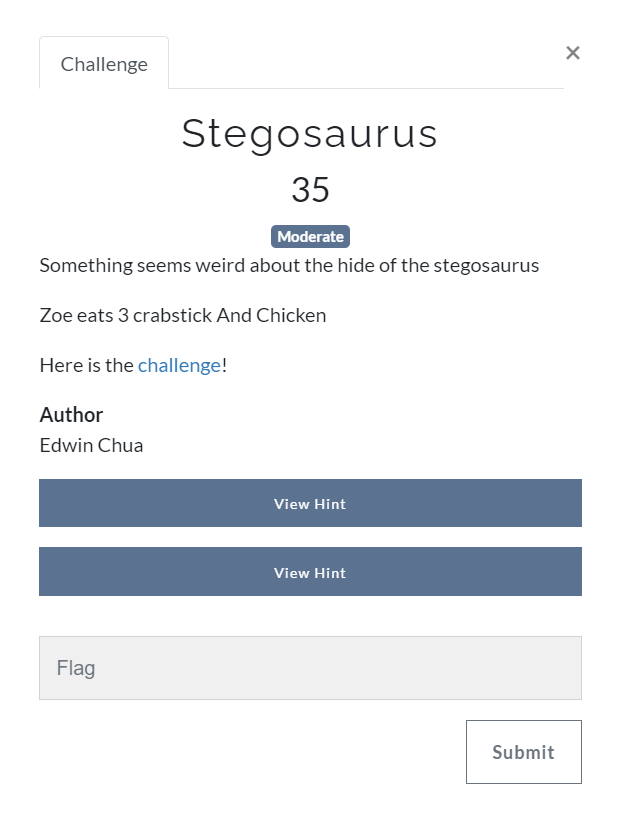 Challenge
×
Stegosaurus
35
Moderate
Something seems weird about the hide of the stegosaurus
Zoe eats 3 crabstick And Chicken
Here is the challenge!
Author
Edwin Chua
View Hint
View Hint
Flag
Submit